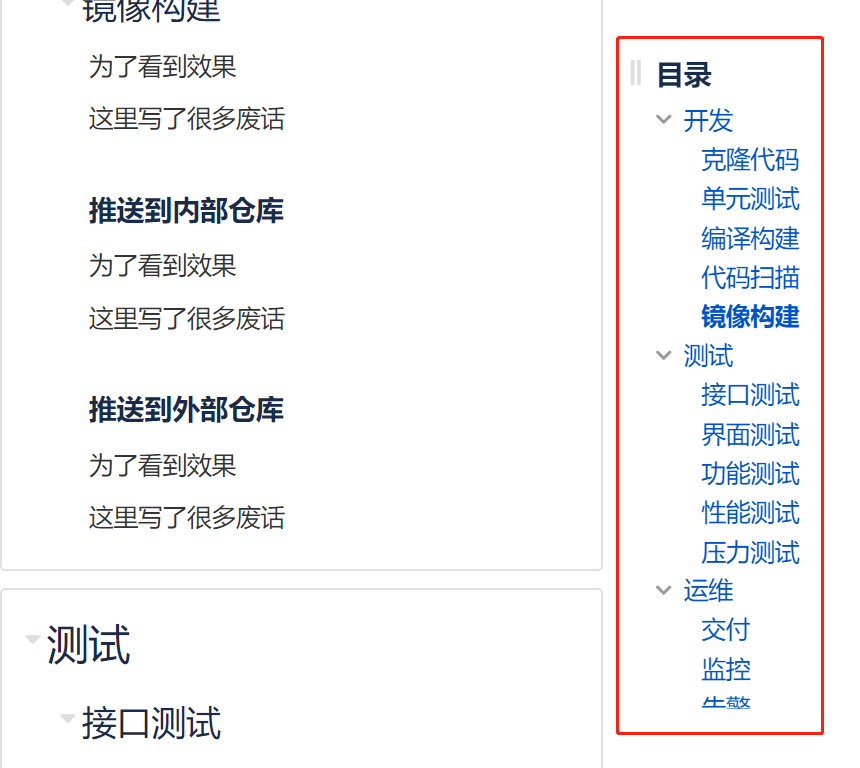 镜像构建
为了看到效果
这里写了很多废话
推送到内部仓库
为了看到效果
这里写了很多废话
推送到外部仓库
为了看到效果
这里写了很多废话
测试
接口测试
目录
开发
克隆代码
单元测试
编译构建
代码扫描
镜像构建
测试
接口测试
界面测试
功能测试
性能测试
压力测试
运维
交付
监控
告警